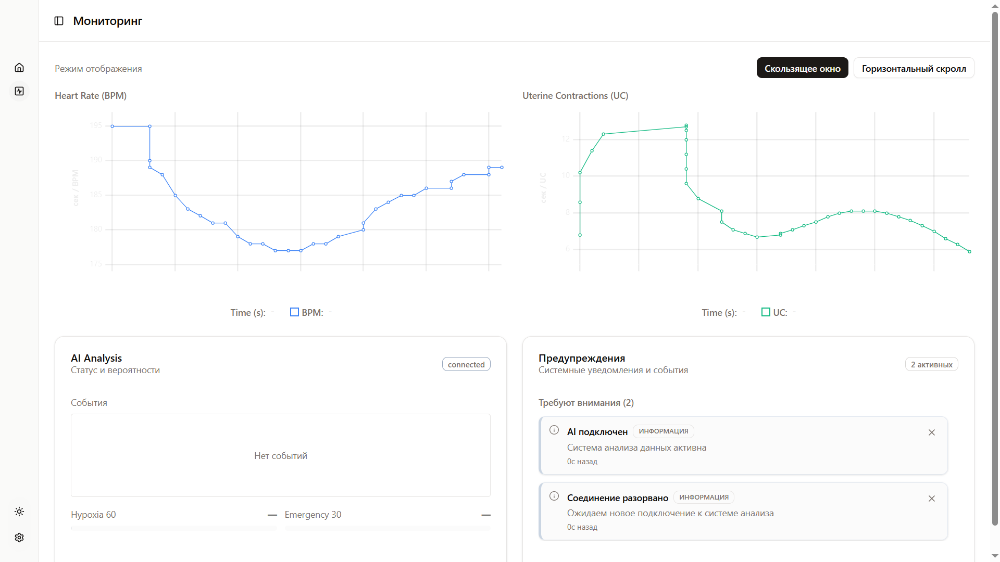 Мониторинг
Режим отображения
Скользящее окно
Горизонтальный скролл
Heart Rate (BPM)
195
190
185
180
175
сек / BPM
Time (s): -
BPM: -
Uterine Contractions (UC)
12
10
8
6
сек / UC
Time (s): -
UC: -
AI Analysis
Статус и вероятности
connected
События
Нет событий
Hypoxia 60 —
Emergency 30 —
Предупреждения
Системные уведомления и события
2 активных
Требуют внимания (2)
AI подключен ИНФОРМАЦИЯ
Система анализа данных активна
0с назад
Соединение разорвано ИНФОРМАЦИЯ
Ожидаем новое подключение к системе анализа
0с назад